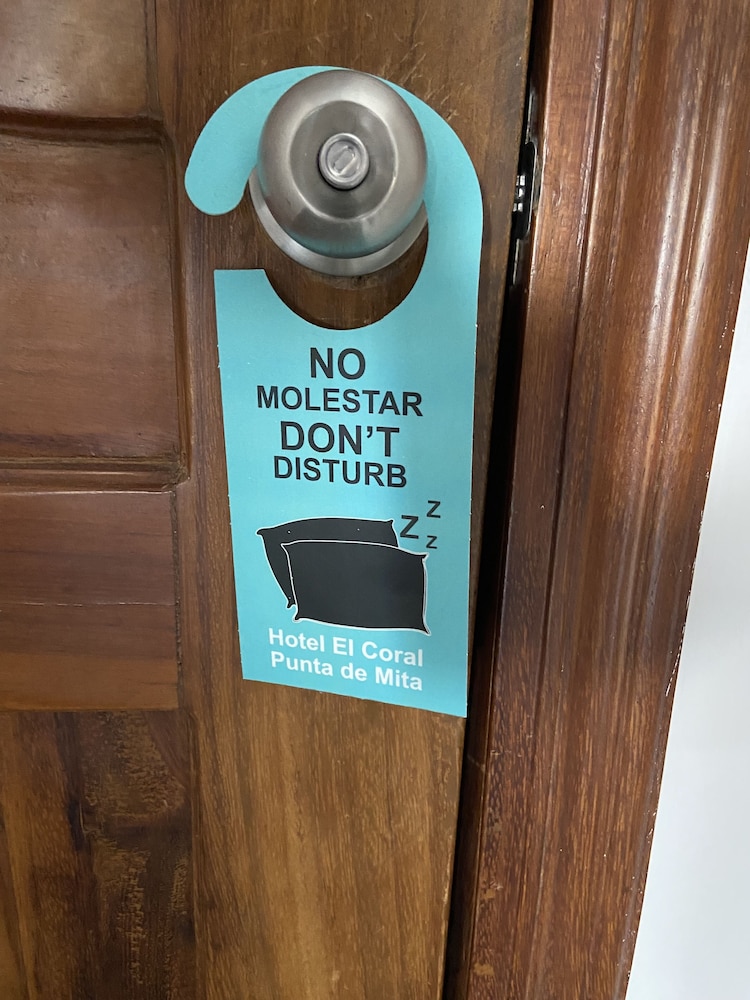 NO
MOLESTAR
DON'T
DISTURB
Z Z
Z
Hotel El Coral
Punta de Mita